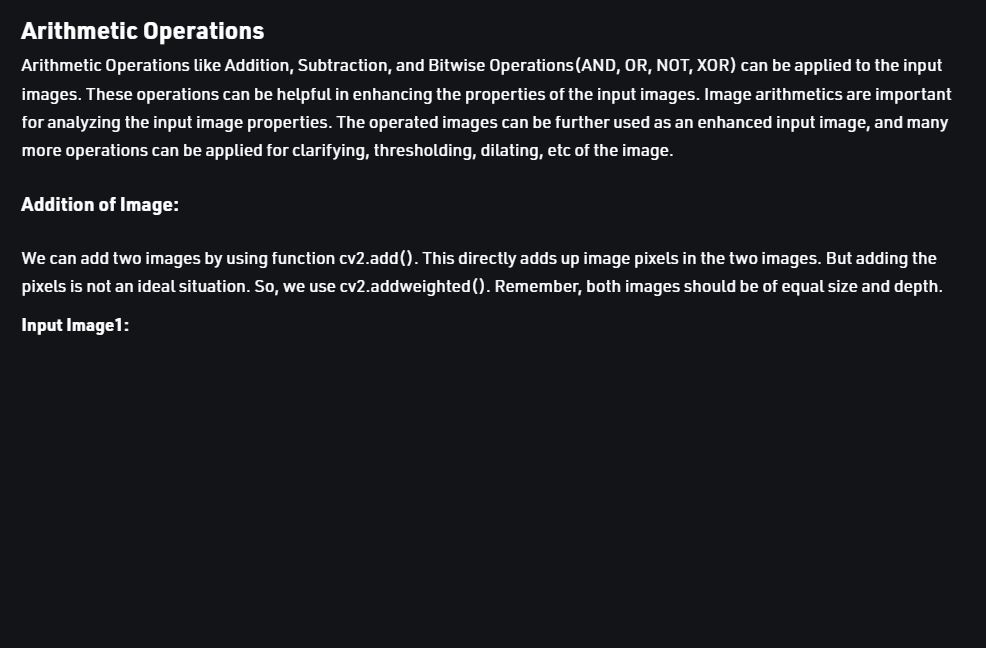 Arithmetic Operations
Arithmetic Operations like Addition, Subtraction, and Bitwise Operations(AND, OR, NOT, XOR) can be applied to the input
images. These operations can be helpful in enhancing the properties of the input images. Image arithmetics are important
for analyzing the input image properties. The operated images can be further used as an enhanced input image, and many
more operations can be applied for clarifying, thresholding, dilating, etc of the image.
Addition of Image:
We can add two images by using function cv2.add(). This directly adds up image pixels in the two images. But adding the
pixels is not an ideal situation. So, we use cv2.addweighted(). Remember, both images should be of equal size and depth.
Input Image1: